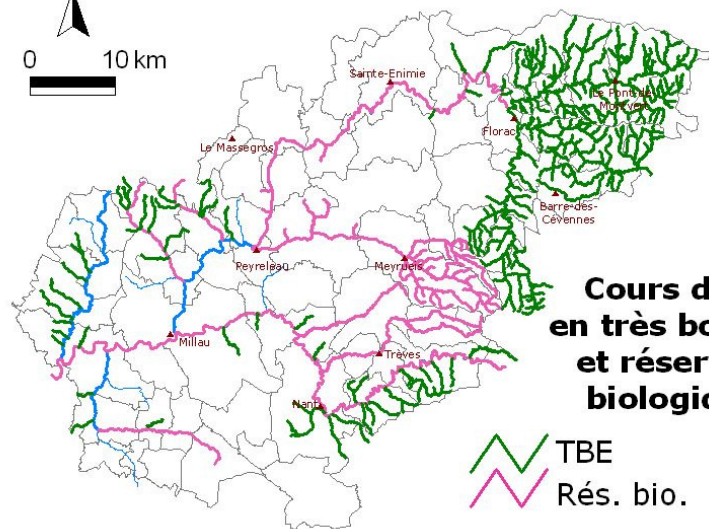 0 10 km
Sainte-Enimie
Le Pont-de-
Montvert
Florac
Le Massegros
Barre-des-
Cévennes
Peyreleau
Meyrueis
Cours d
en très bo
et réser
biologic
Millau
Trèves
Nant
TBE
Rés. bio.